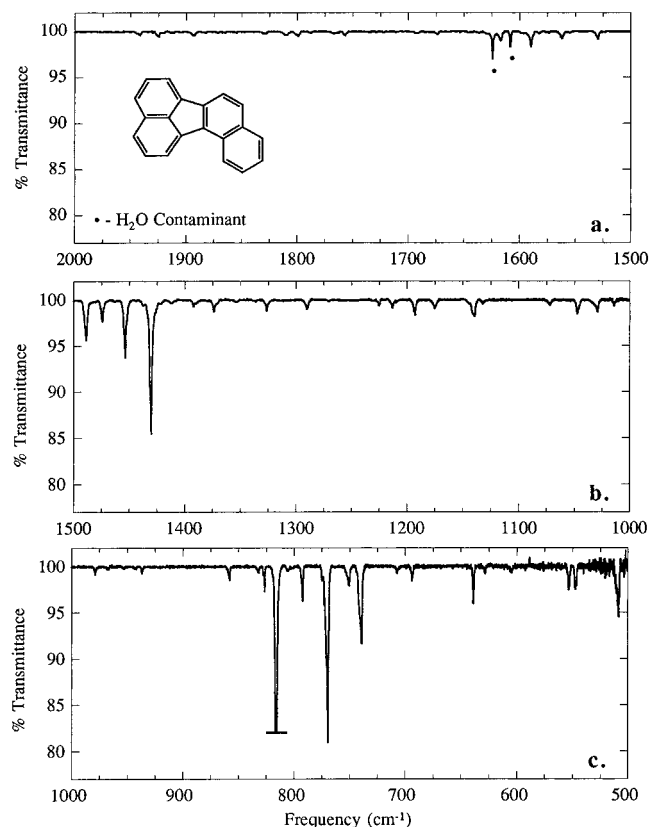 100
95
90
85
80
% Transmittance
• - H₂O Contaminant
a.
2000 1900 1800 1700 1600 1500
100
95
90
85
80
% Transmittance
b.
1500 1400 1300 1200 1100 1000
100
95
90
85
80
% Transmittance
c.
1000 900 800 700 600 500
Frequency (cm⁻¹)